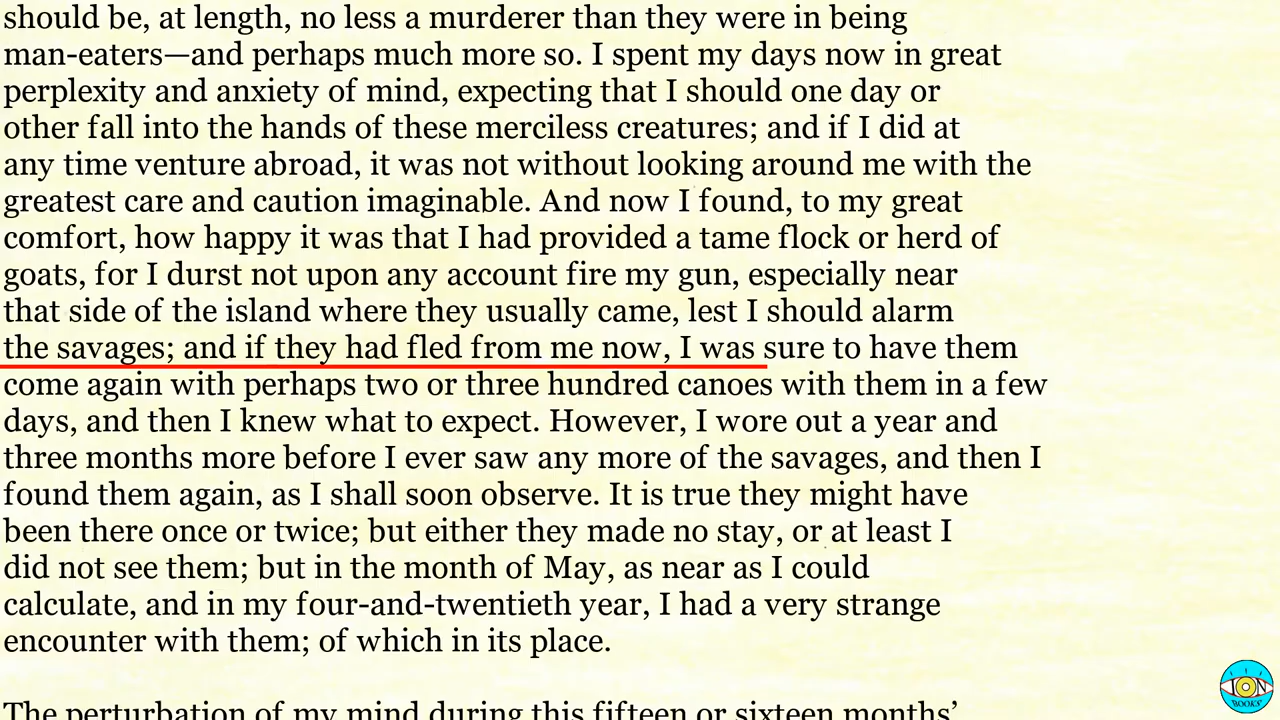 should be, at length, no less a murderer than they were in being
man-eaters—and perhaps much more so. I spent my days now in great
perplexity and anxiety of mind, expecting that I should one day or
other fall into the hands of these merciless creatures; and if I did at
any time venture abroad, it was not without looking around me with the
greatest care and caution imaginable. And now I found, to my great
comfort, how happy it was that I had provided a tame flock or herd of
goats, for I durst not upon any account fire my gun, especially near
that side of the island where they usually came, lest I should alarm
the savages; and if they had fled from me now, I was sure to have them
come again with perhaps two or three hundred canoes with them in a few
days, and then I knew what to expect. However, I wore out a year and
three months more before I ever saw any more of the savages, and then I
found them again, as I shall soon observe. It is true they might have
been there once or twice; but either they made no stay, or at least I
did not see them; but in the month of May, as near as I could
calculate, and in my four-and-twentieth year, I had a very strange
encounter with them; of which in its place.
The perturbation of my mind during this fifteen or sixteen months’
I
ION
BOOKS